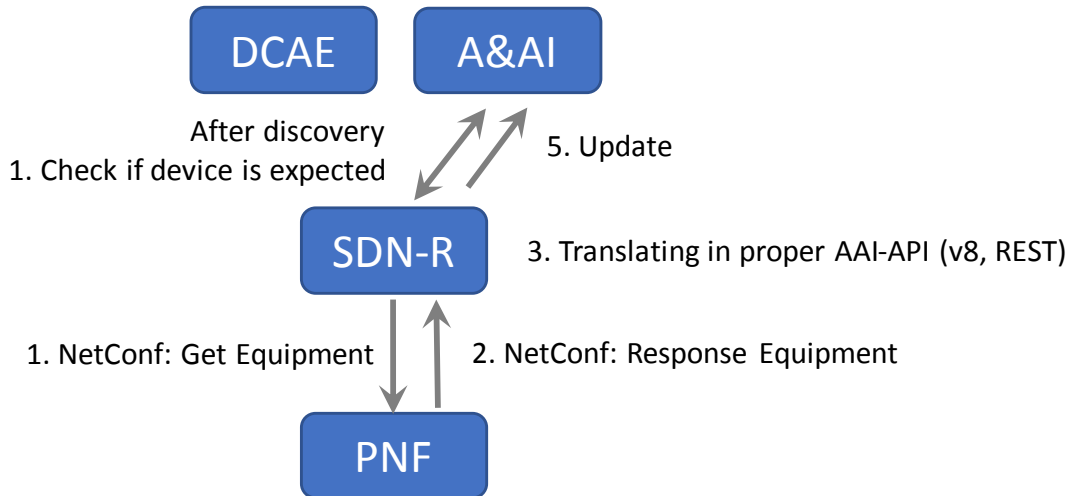 DCAE
A&AI
After discovery
1. Check if device is expected
5. Update
SDN-R
3. Translating in proper AAI-API (v8, REST)
1. NetConf: Get Equipment
2. NetConf: Response Equipment
PNF